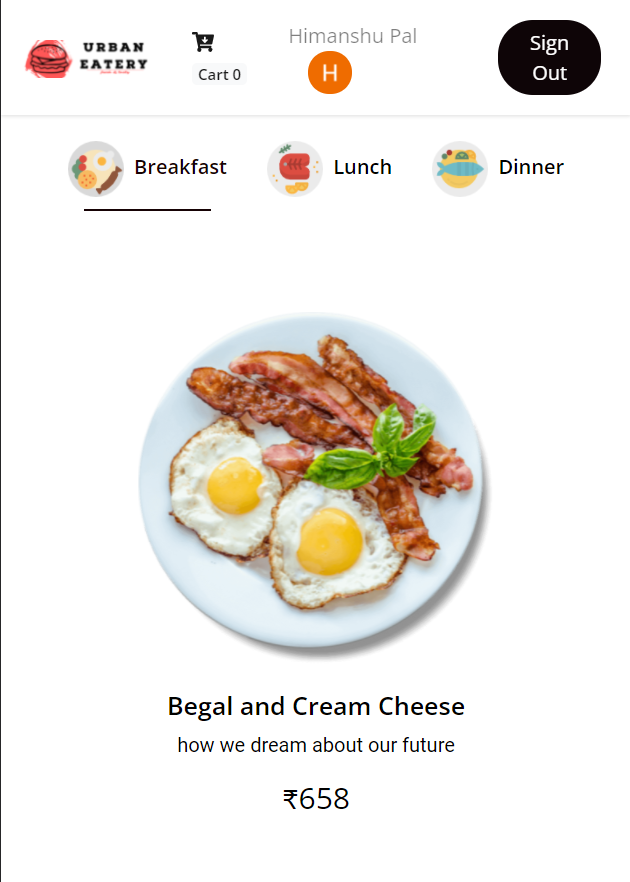 URBAN
EATERY
Cart 0
Himanshu Pal
H
Sign
Out
Breakfast
Lunch
Dinner
Begal and Cream Cheese
how we dream about our future
₹658